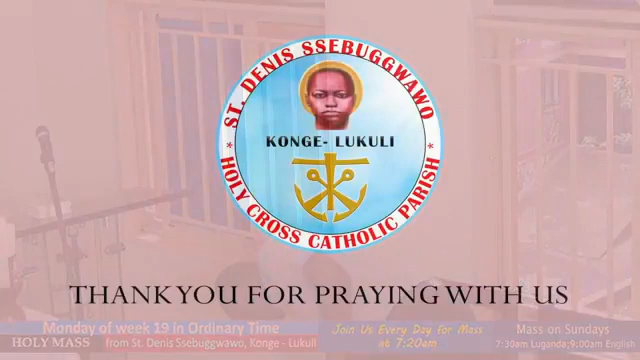 ST. DENIS SSEBUGGWAWO
KONGE- LUKULI
* HOLY CROSS CATHOLIC PARISH *
THANK YOU FOR PRAYING WITH US
Monday of week 19 in Ordinary Time
HOLY MASS from St. Denis Ssebuggwawo, Konge - Lukuli
Join Us Every Day for Mass
at 7:20am
Mass on Sundays
7:30am Luganda;9;00am English